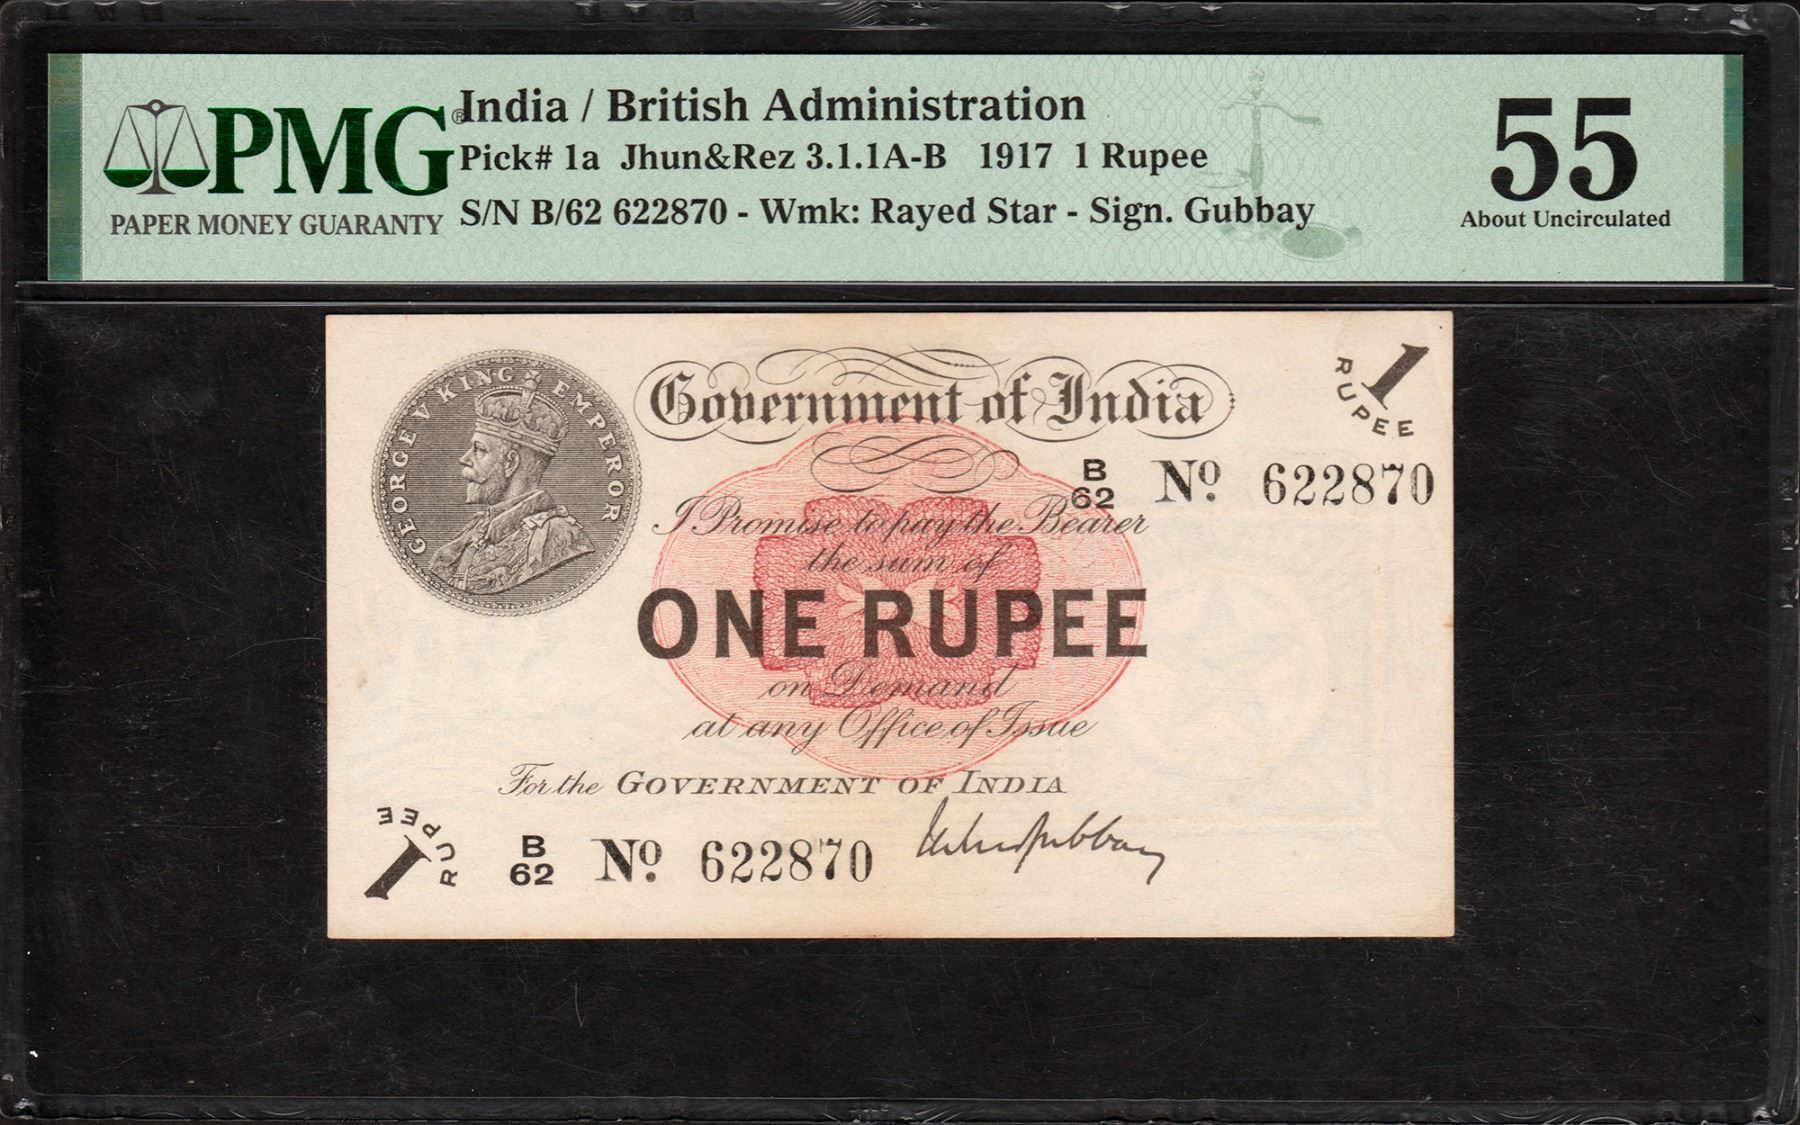 PMG®
PAPER MONEY GUARANTY
India / British Administration
Pick# 1a Jhun&Rez 3.1.1A-B 1917 1 Rupee
S/N B/62 622870 - Wmk: Rayed Star - Sign. Gubbay
55
About Uncirculated
GEORGE V KING EMPEROR
Government of India
1
RUPEE
B
62
No. 622870
I Promise to pay the Bearer
the sum of
ONE RUPEE
on Demand
at any Office of Issue
For the GOVERNMENT OF INDIA
1
RUPEE
B
62
No. 622870